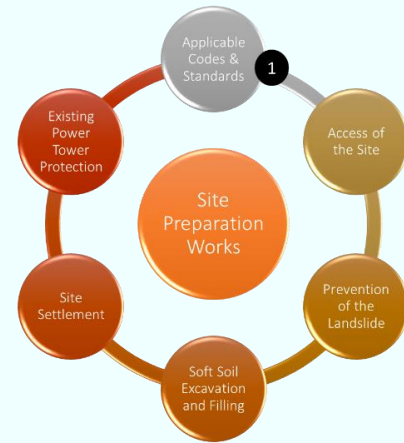 Applicable
Codes &
Standards
1
Access of
the Site
Prevention
of the
Landslide
Soft Soil
Excavation
and Filling
Site
Settlement
Existing
Power
Tower
Protection
Site
Preparation
Works